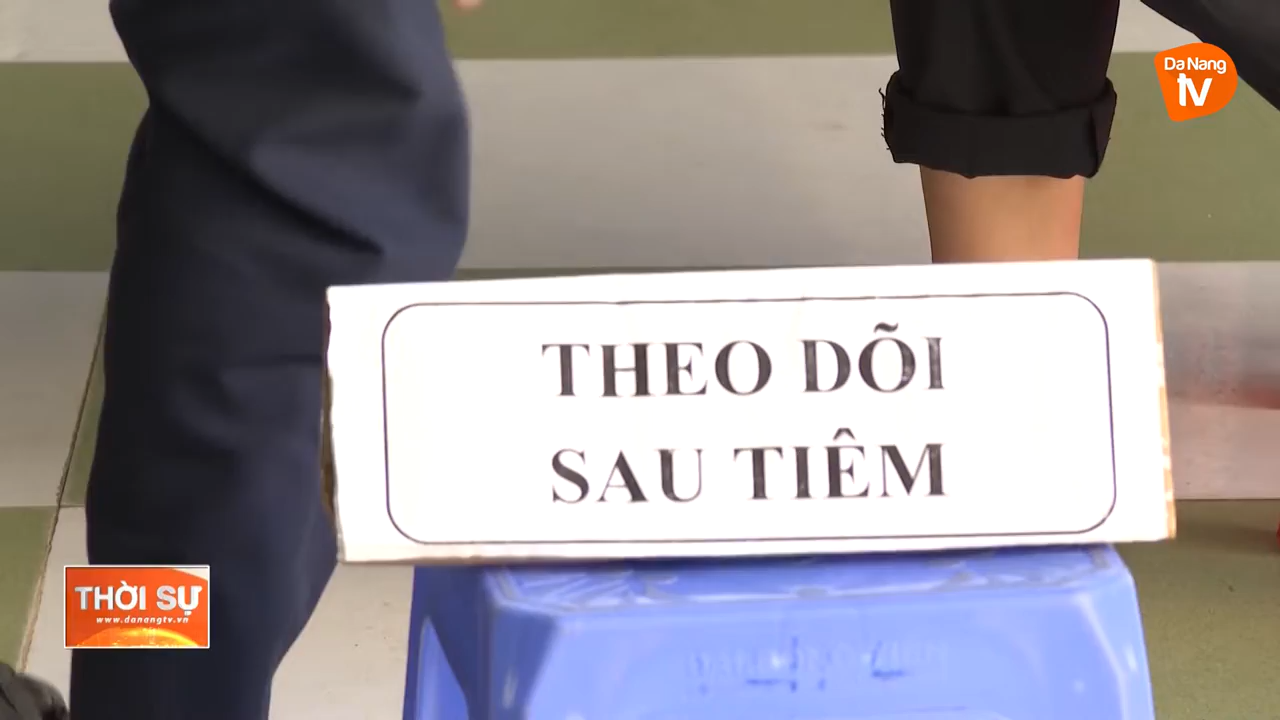 Da Nang
tv
THEO DÕI
SAU TIÊM
THỜI SỰ
www.danangtv.vn